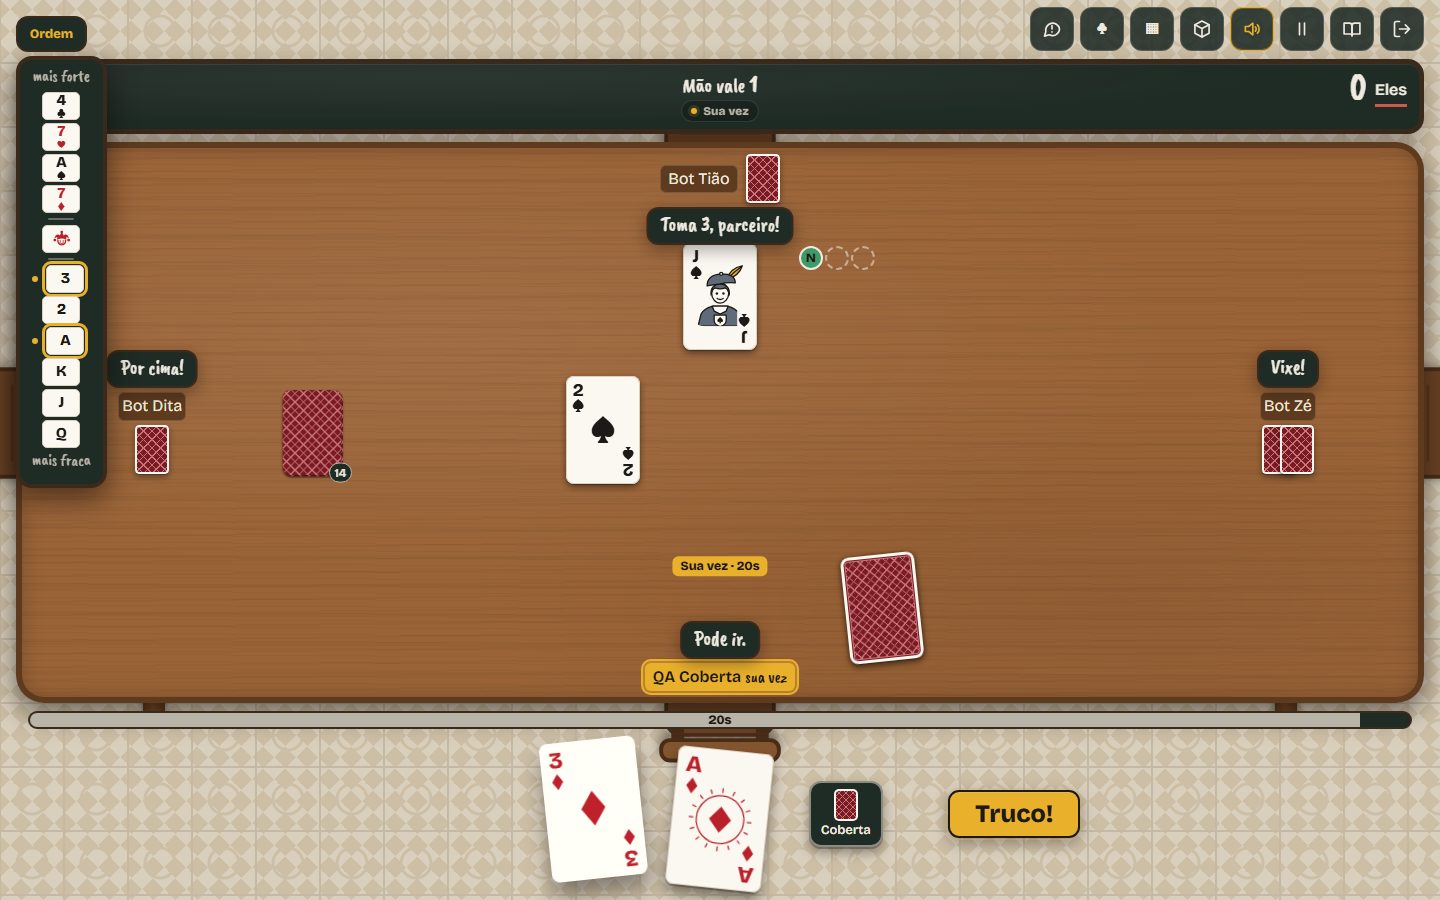 Ordem
mais forte
4
7
A
7
3
2
A
K
J
Q
mais fraca
Mão vale 1
Sua vez
0 Eles
Bot Tião
Toma 3, parceiro!
J
J
N
Por cima!
Bot Dita
14
2
2
Vixe!
Bot Zé
Sua vez · 20s
Pode ir.
QA Coberta sua vez
20s
3
3
A
A
Coberta
Truco!